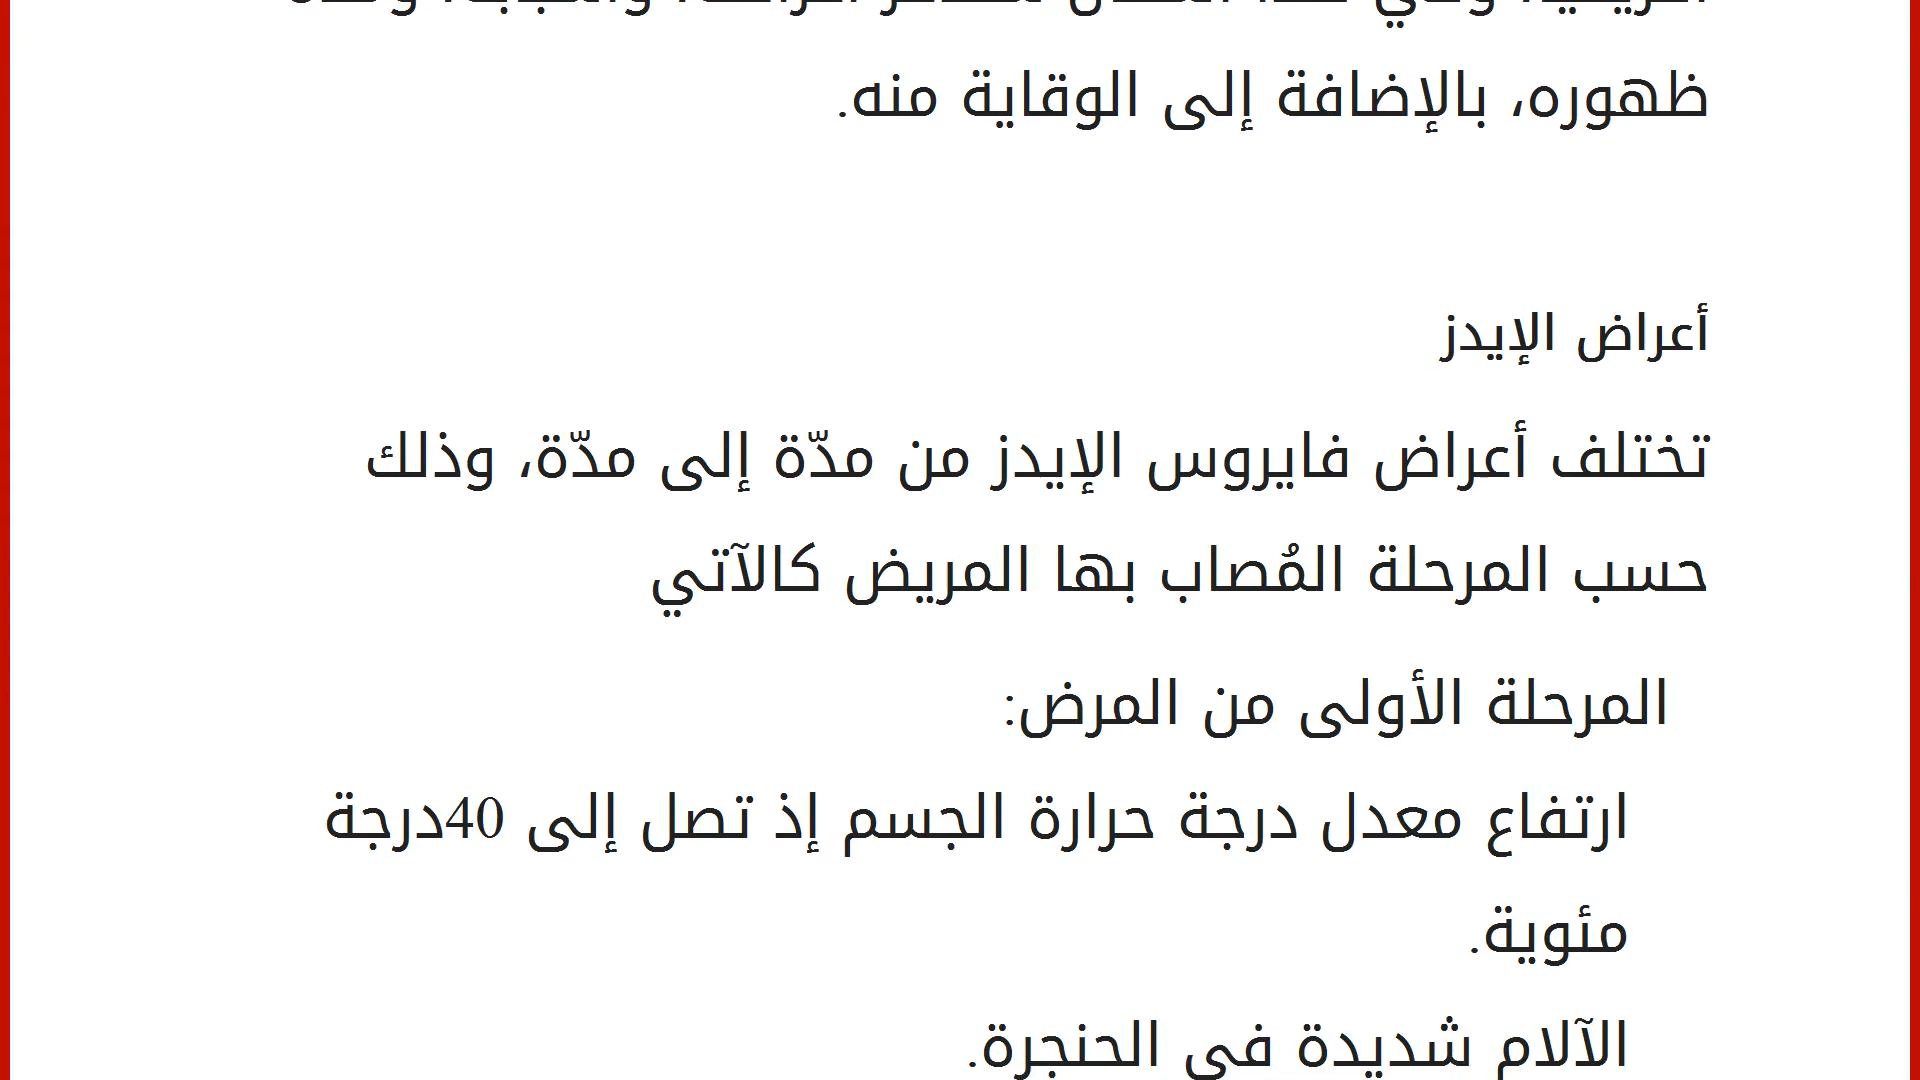 ظهوره، بالإضافة إلى الوقاية منه.
أعراض الإيدز
تختلف أعراض فايروس الإيدز من مدّة إلى مدّة، وذلك
حسب المرحلة المُصاب بها المريض كالآتي
المرحلة الأولى من المرض:
ارتفاع معدل درجة حرارة الجسم إذ تصل إلى 40درجة
مئوية.
الآلام شديدة في الحنجرة.